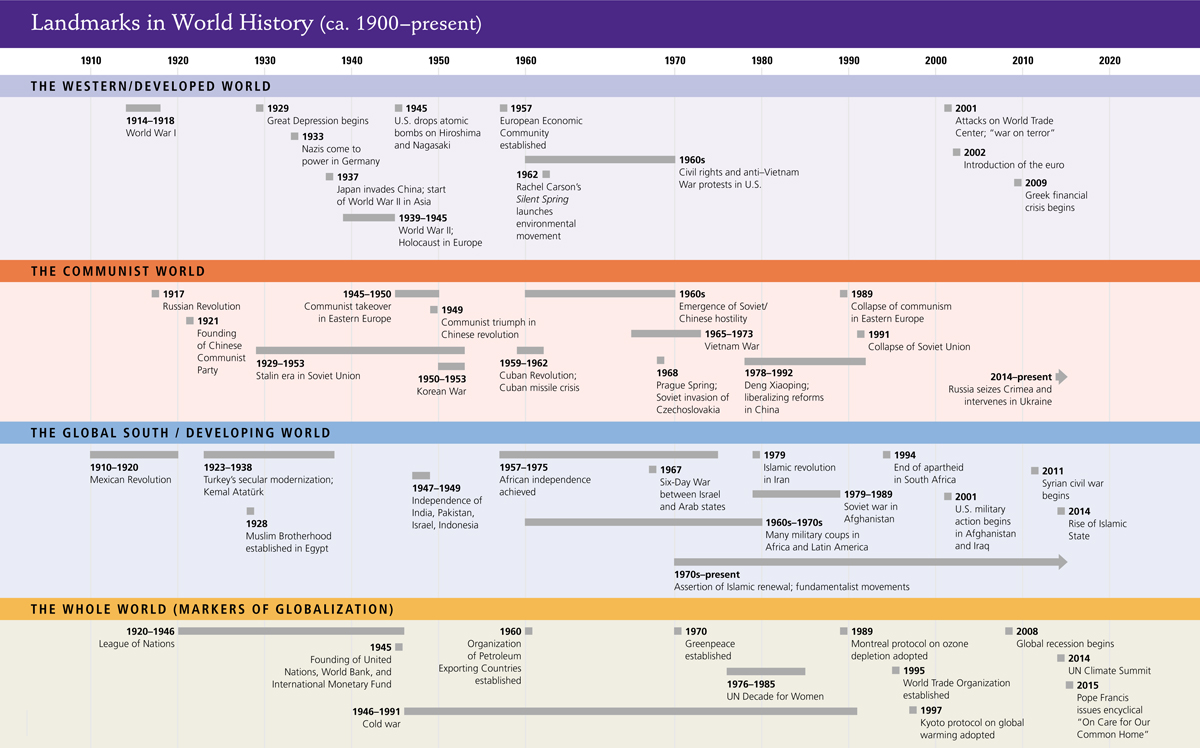 Landmarks in World History (ca. 1900–present)
1910 1920 1930 1940 1950 1960 1970 1980 1990 2000 2010 2020
THE WESTERN/DEVELOPED WORLD
1914–1918
World War I
1929
Great Depression begins
1933
Nazis come to
power in Germany
1937
Japan invades China; start
of World War II in Asia
1939–1945
World War II;
Holocaust in Europe
1945
U.S. drops atomic
bombs on Hiroshima
and Nagasaki
1957
European Economic
Community
established
1960s
Civil rights and anti–Vietnam
War protests in U.S.
1962
Rachel Carson’s
Silent Spring
launches
environmental
movement
2001
Attacks on World Trade
Center; “war on terror”
2002
Introduction of the euro
2009
Greek financial
crisis begins
THE COMMUNIST WORLD
1917
Russian Revolution
1921
Founding
of Chinese
Communist
Party
1929–1953
Stalin era in Soviet Union
1945–1950
Communist takeover
in Eastern Europe
1949
Communist triumph in
Chinese revolution
1950–1953
Korean War
1959–1962
Cuban Revolution;
Cuban missile crisis
1960s
Emergence of Soviet/
Chinese hostility
1965–1973
Vietnam War
1968
Prague Spring;
Soviet invasion of
Czechoslovakia
1978–1992
Deng Xiaoping;
liberalizing reforms
in China
1989
Collapse of communism
in Eastern Europe
1991
Collapse of Soviet Union
2014–present
Russia seizes Crimea and
intervenes in Ukraine
THE GLOBAL SOUTH / DEVELOPING WORLD
1910–1920
Mexican Revolution
1923–1938
Turkey’s secular modernization;
Kemal Atatürk
1928
Muslim Brotherhood
established in Egypt
1947–1949
Independence of
India, Pakistan,
Israel, Indonesia
1957–1975
African independence
achieved
1967
Six-Day War
between Israel
and Arab states
1979
Islamic revolution
in Iran
1979–1989
Soviet war in
Afghanistan
1960s–1970s
Many military coups in
Africa and Latin America
1970s–present
Assertion of Islamic renewal; fundamentalist movements
1994
End of apartheid
in South Africa
2001
U.S. military
action begins
in Afghanistan
and Iraq
2011
Syrian civil war
begins
2014
Rise of Islamic
State
THE WHOLE WORLD (MARKERS OF GLOBALIZATION)
1920–1946
League of Nations
1945
Founding of United
Nations, World Bank, and
International Monetary Fund
1946–1991
Cold war
1960
Organization
of Petroleum
Exporting Countries
established
1970
Greenpeace
established
1976–1985
UN Decade for Women
1989
Montreal protocol on ozone
depletion adopted
1995
World Trade Organization
established
1997
Kyoto protocol on global
warming adopted
2008
Global recession begins
2014
UN Climate Summit
2015
Pope Francis
issues encyclical
“On Care for Our
Common Home”